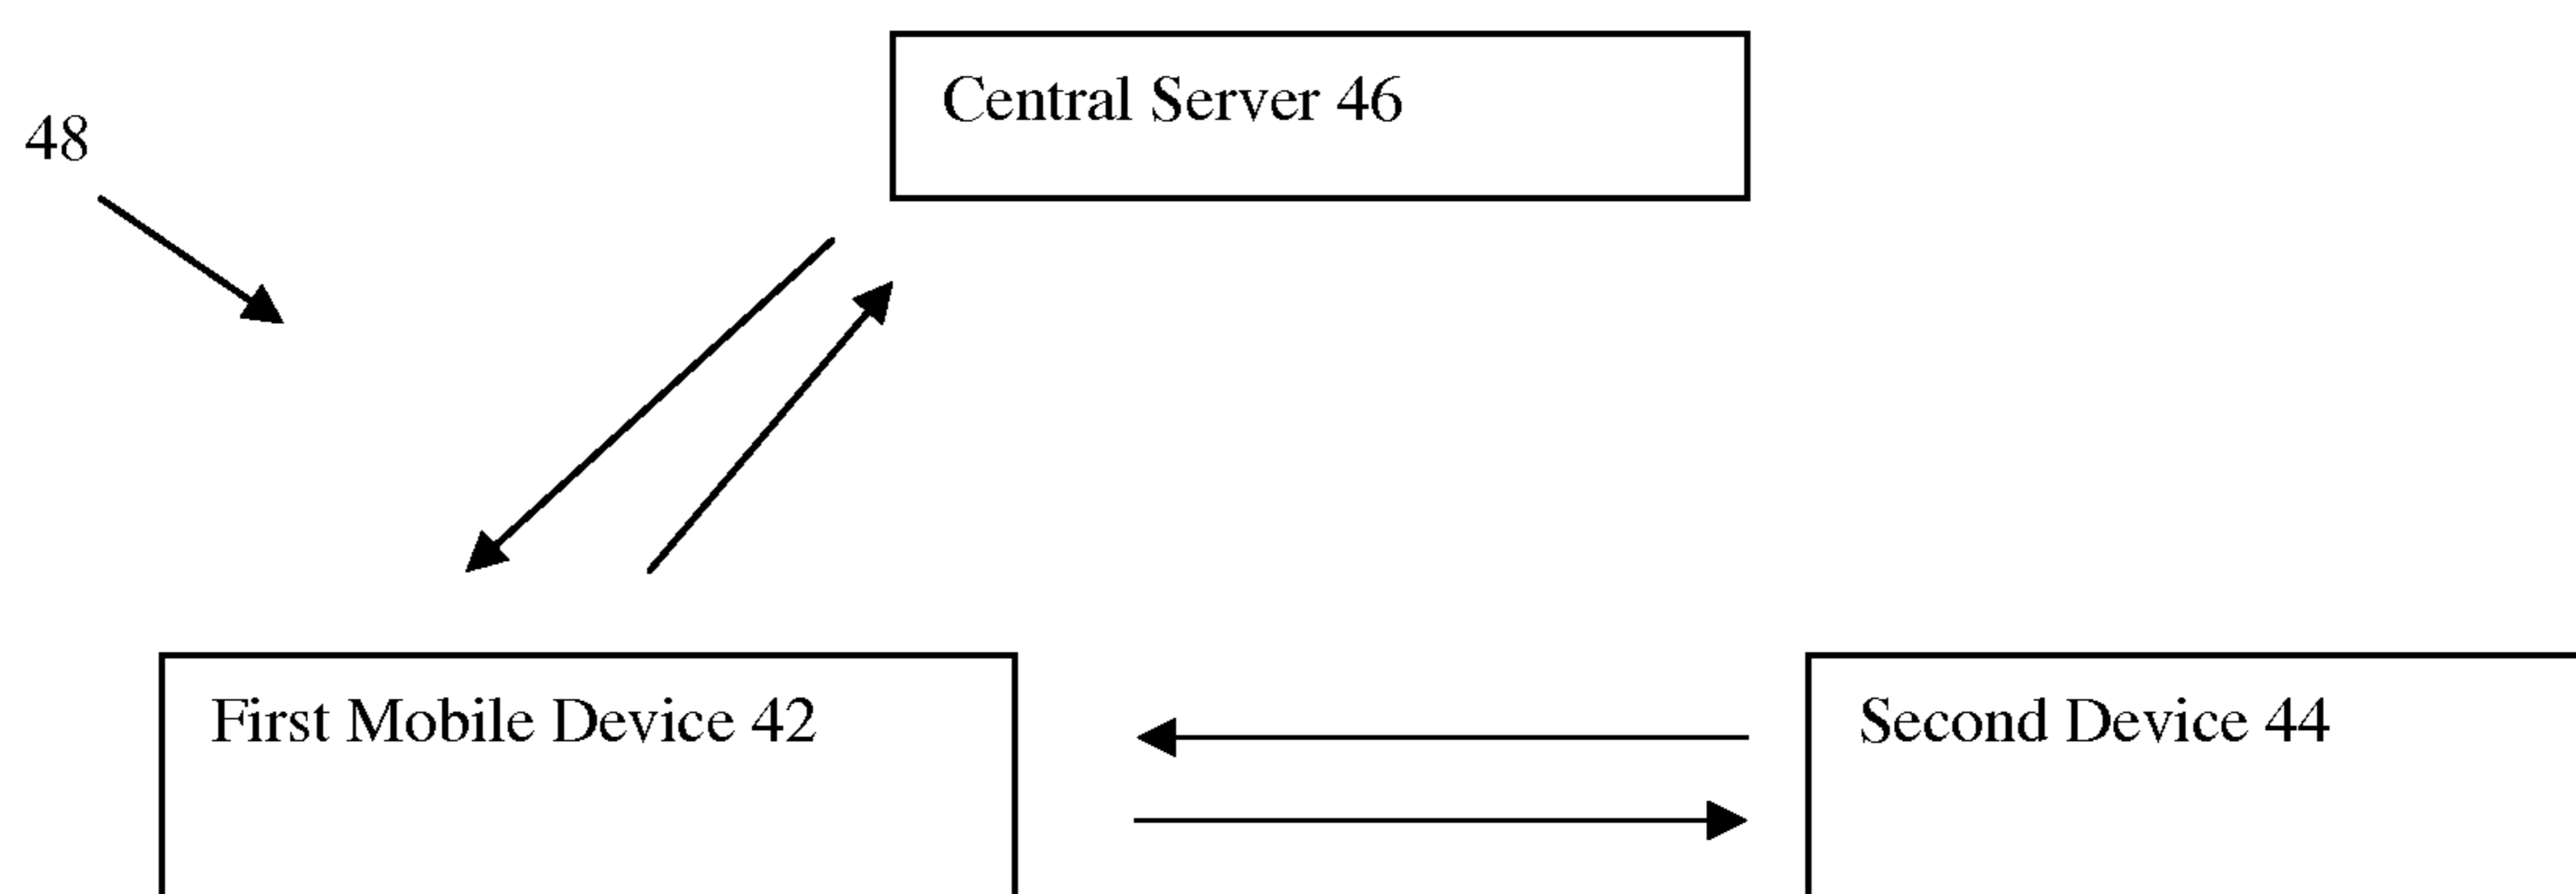 Central Server 46
48
First Mobile Device 42
Second Device 44